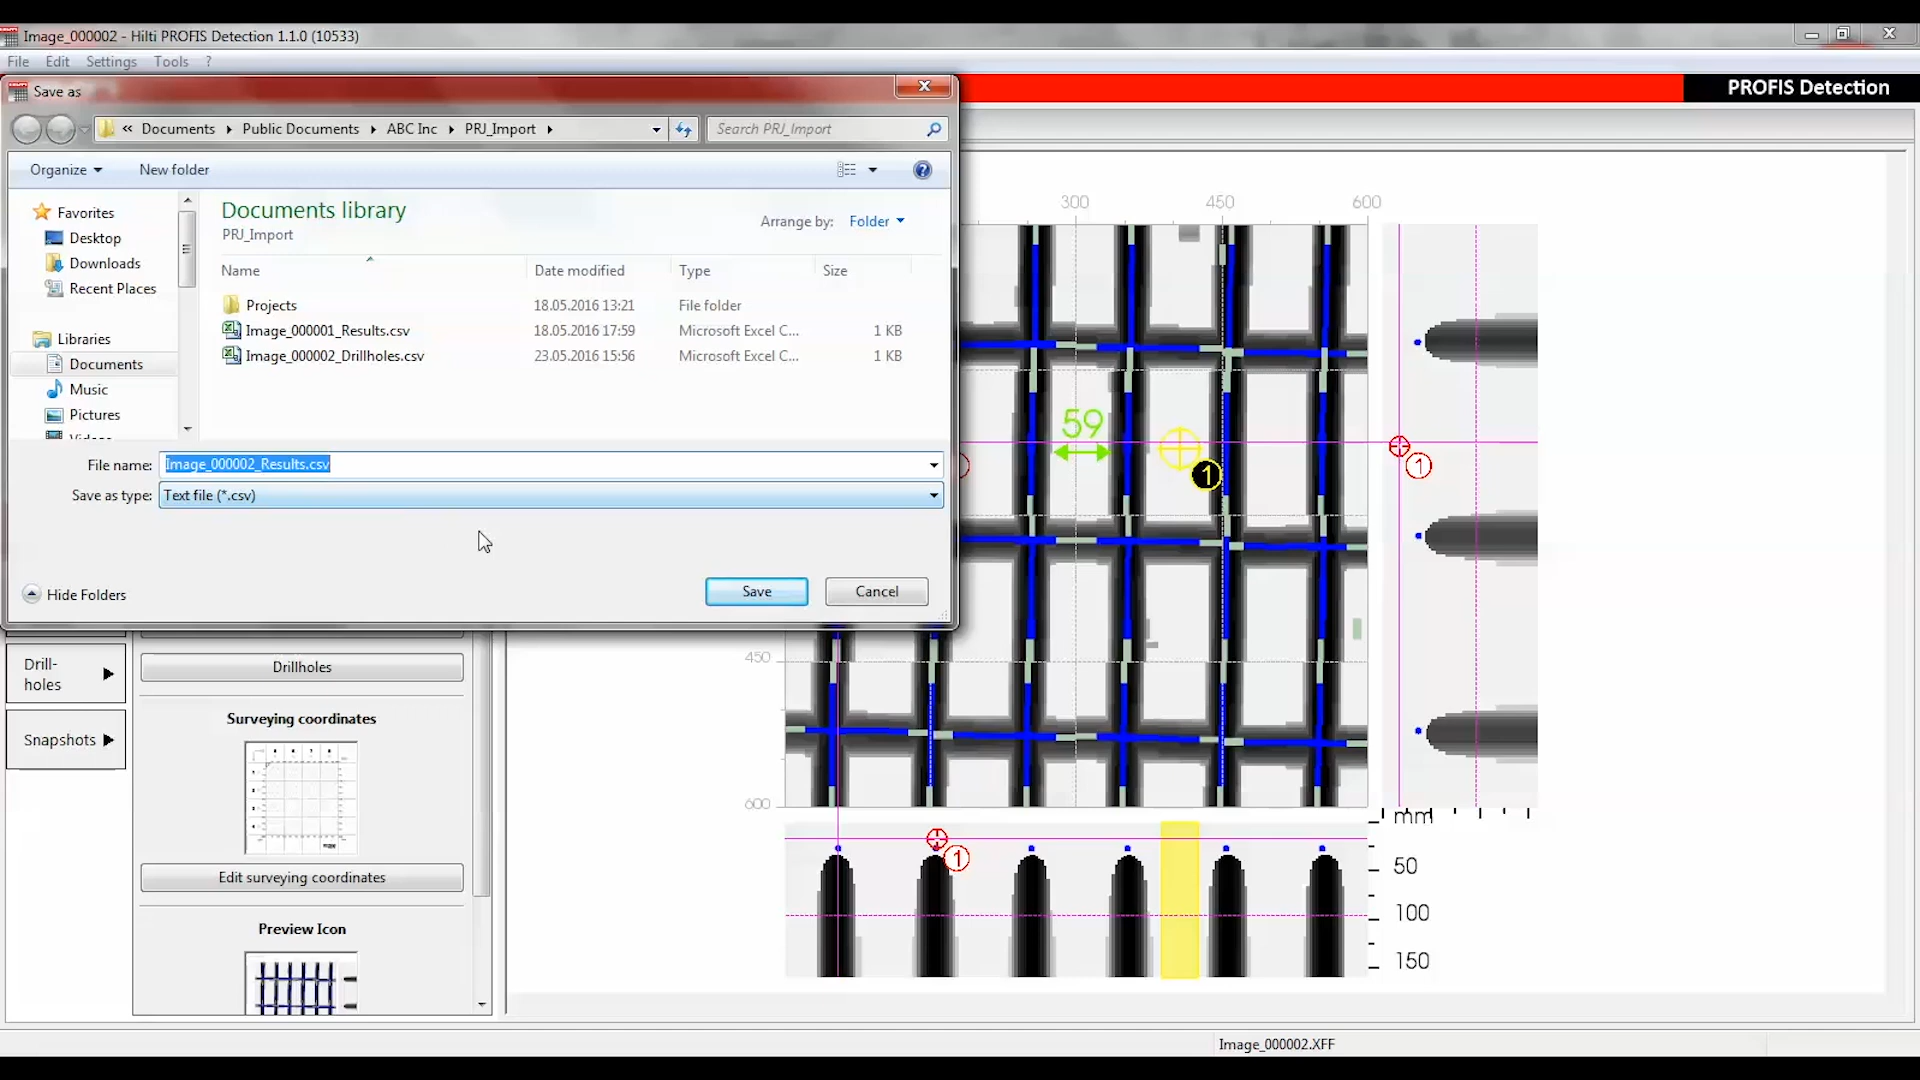 Image_000002 - Hilti PROFIS Detection 1.1.0 (10533)
File Edit Settings Tools ?
PROFIS Detection
Save as
« Documents Public Documents ABC Inc PRJ_Import
Search PRJ_Import
Organize New folder
Favorites
Desktop
Downloads
Recent Places
Libraries
Documents
Music
Pictures
Documents library
PRJ_Import
Arrange by: Folder
Name Date modified Type Size
Projects 18.05.2016 13:21 File folder
Image_000001_Results.csv 18.05.2016 17:59 Microsoft Excel C... 1 KB
Image_000002_Drillholes.csv 23.05.2016 15:56 Microsoft Excel C... 1 KB
File name: Image_000002_Results.csv
Save as type: Text file (*.csv)
Hide Folders
Save
Cancel
300 450 600
59
1
1
450
600
1
mm
50
100
150
Drill-
holes
Snapshots
Drillholes
Surveying coordinates
Edit surveying coordinates
Preview Icon
Image_000002.XFF